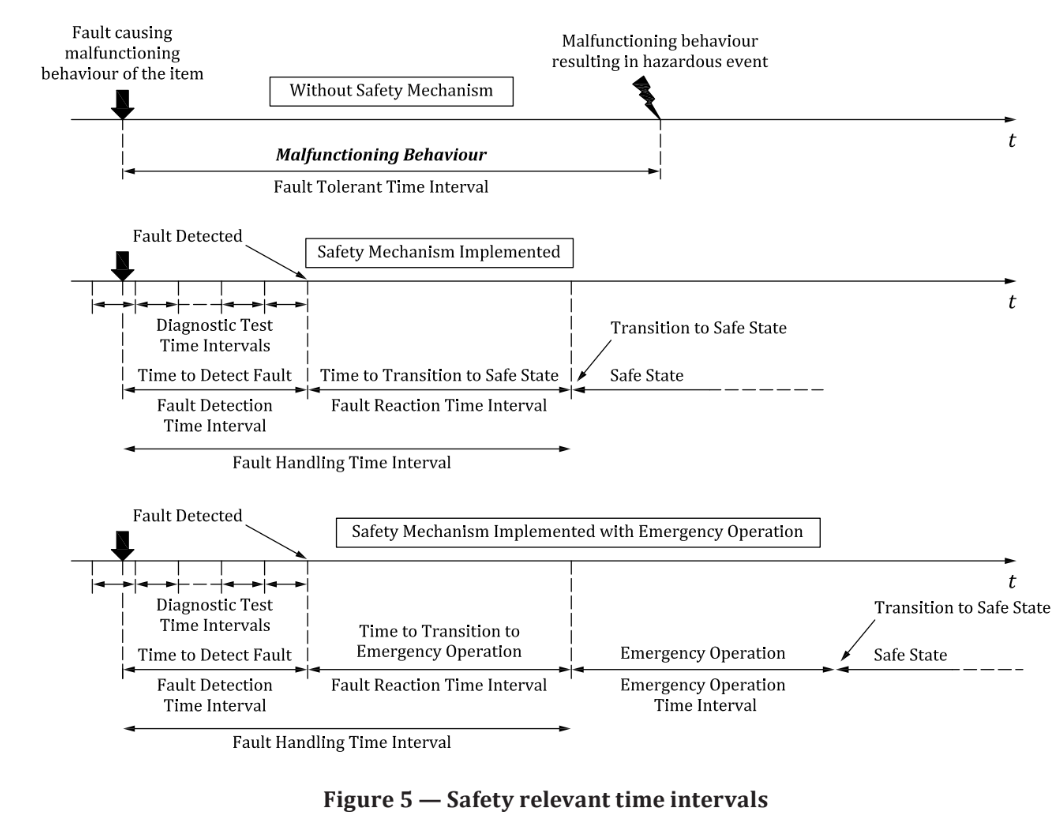 Fault causing
malfunctioning
behaviour of the item
Malfunctioning behaviour
resulting in hazardous event
Without Safety Mechanism
t
Malfunctioning Behaviour
Fault Tolerant Time Interval
Fault Detected
Safety Mechanism Implemented
t
Diagnostic Test
Time Intervals
Transition to Safe State
Time to Detect Fault
Time to Transition to Safe State
Safe State
Fault Detection
Time Interval
Fault Reaction Time Interval
Fault Handling Time Interval
Fault Detected
Safety Mechanism Implemented with Emergency Operation
t
Diagnostic Test
Time Intervals
Transition to Safe State
Time to Transition to
Emergency Operation
Time to Detect Fault
Emergency Operation
Safe State
Fault Detection
Time Interval
Fault Reaction Time Interval
Emergency Operation
Time Interval
Fault Handling Time Interval
Figure 5 — Safety relevant time intervals